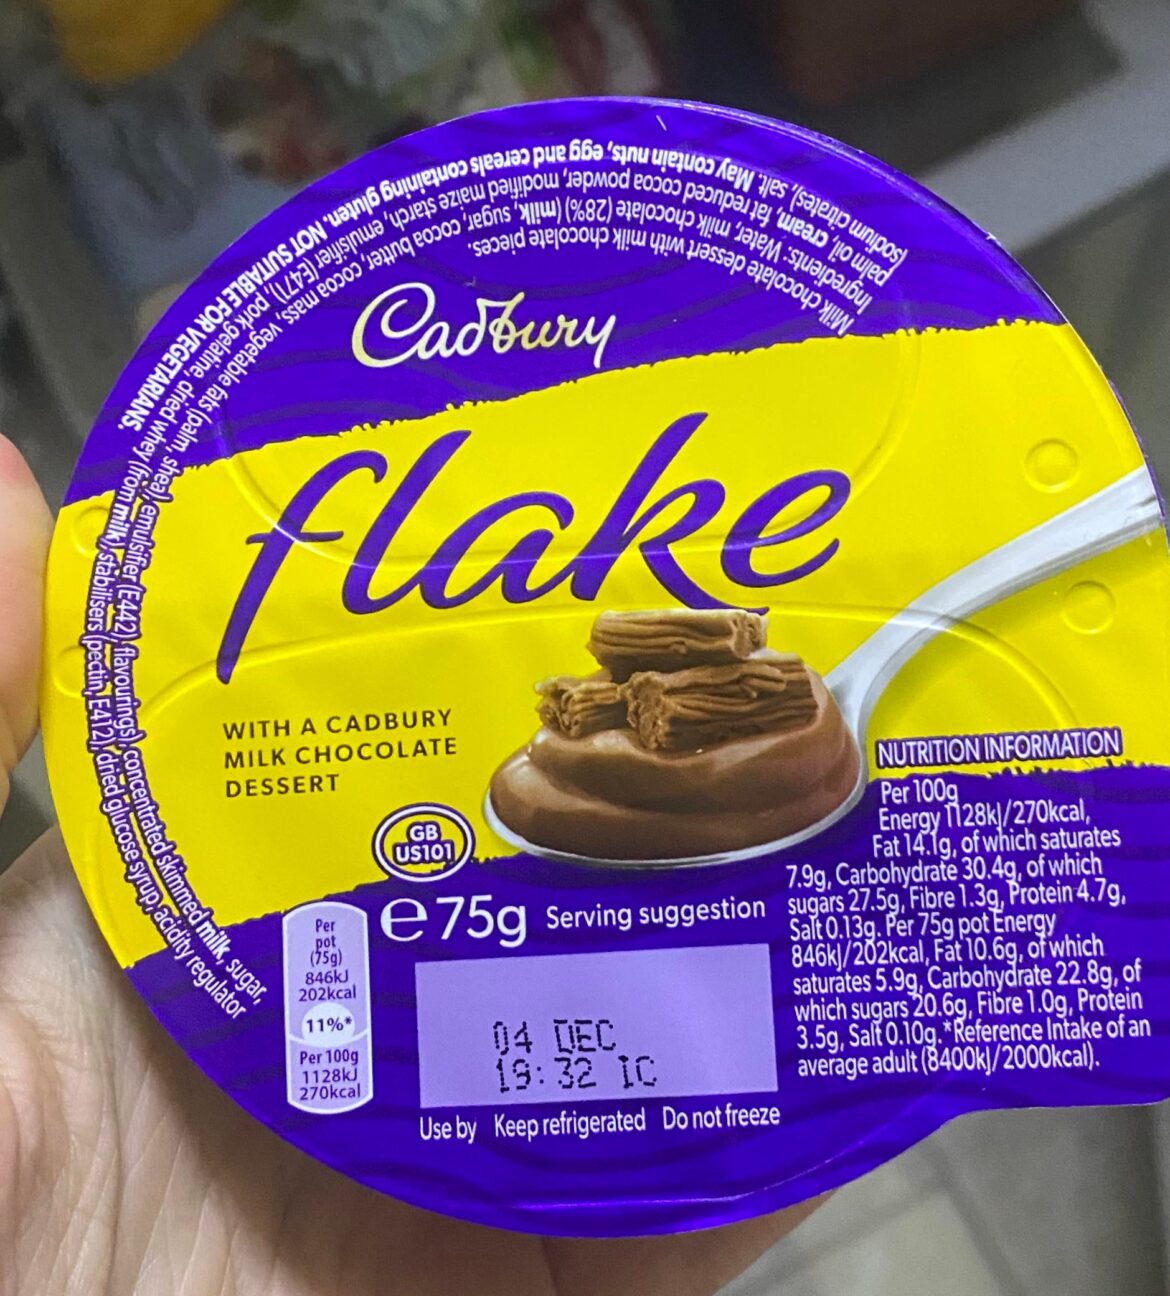 Milk chocolate dessert with milk chocolate pieces.
Ingredients: Water, milk chocolate (28%) (milk, sugar, cocoa butter, cocoa mass, vegetable fats (palm, shea), emulsifier (E442), flavourings), concentrated skimmed milk, sugar,
palm oil, cream, fat reduced cocoa powder, modified maize starch, emulsifier (E471), pork gelatine, dried whey (from milk), stabilisers (pectin, E412), dried glucose syrup, acidity regulator
(sodium citrates), salt. May contain nuts, egg and cereals containing gluten. NOT SUITABLE FOR VEGETARIANS.
Cadbury
flake
WITH A CADBURY
MILK CHOCOLATE
DESSERT
GB
US101
e 75g Serving suggestion
Per
pot
(75g)
846kJ
202kcal
11%*
Per 100g
1128kJ
270kcal
04 DEC
19:32 IC
Use by Keep refrigerated Do not freeze
NUTRITION INFORMATION
Per 100g
Energy 1128kJ/270kcal,
Fat 14.1g, of which saturates
7.9g, Carbohydrate 30.4g, of which
sugars 27.5g, Fibre 1.3g, Protein 4.7g,
Salt 0.13g. Per 75g pot Energy
846kJ/202kcal, Fat 10.6g, of which
saturates 5.9g, Carbohydrate 22.8g, of
which sugars 20.6g, Fibre 1.0g, Protein
3.5g, Salt 0.10g. *Reference Intake of an
average adult (8400kJ/2000kcal).